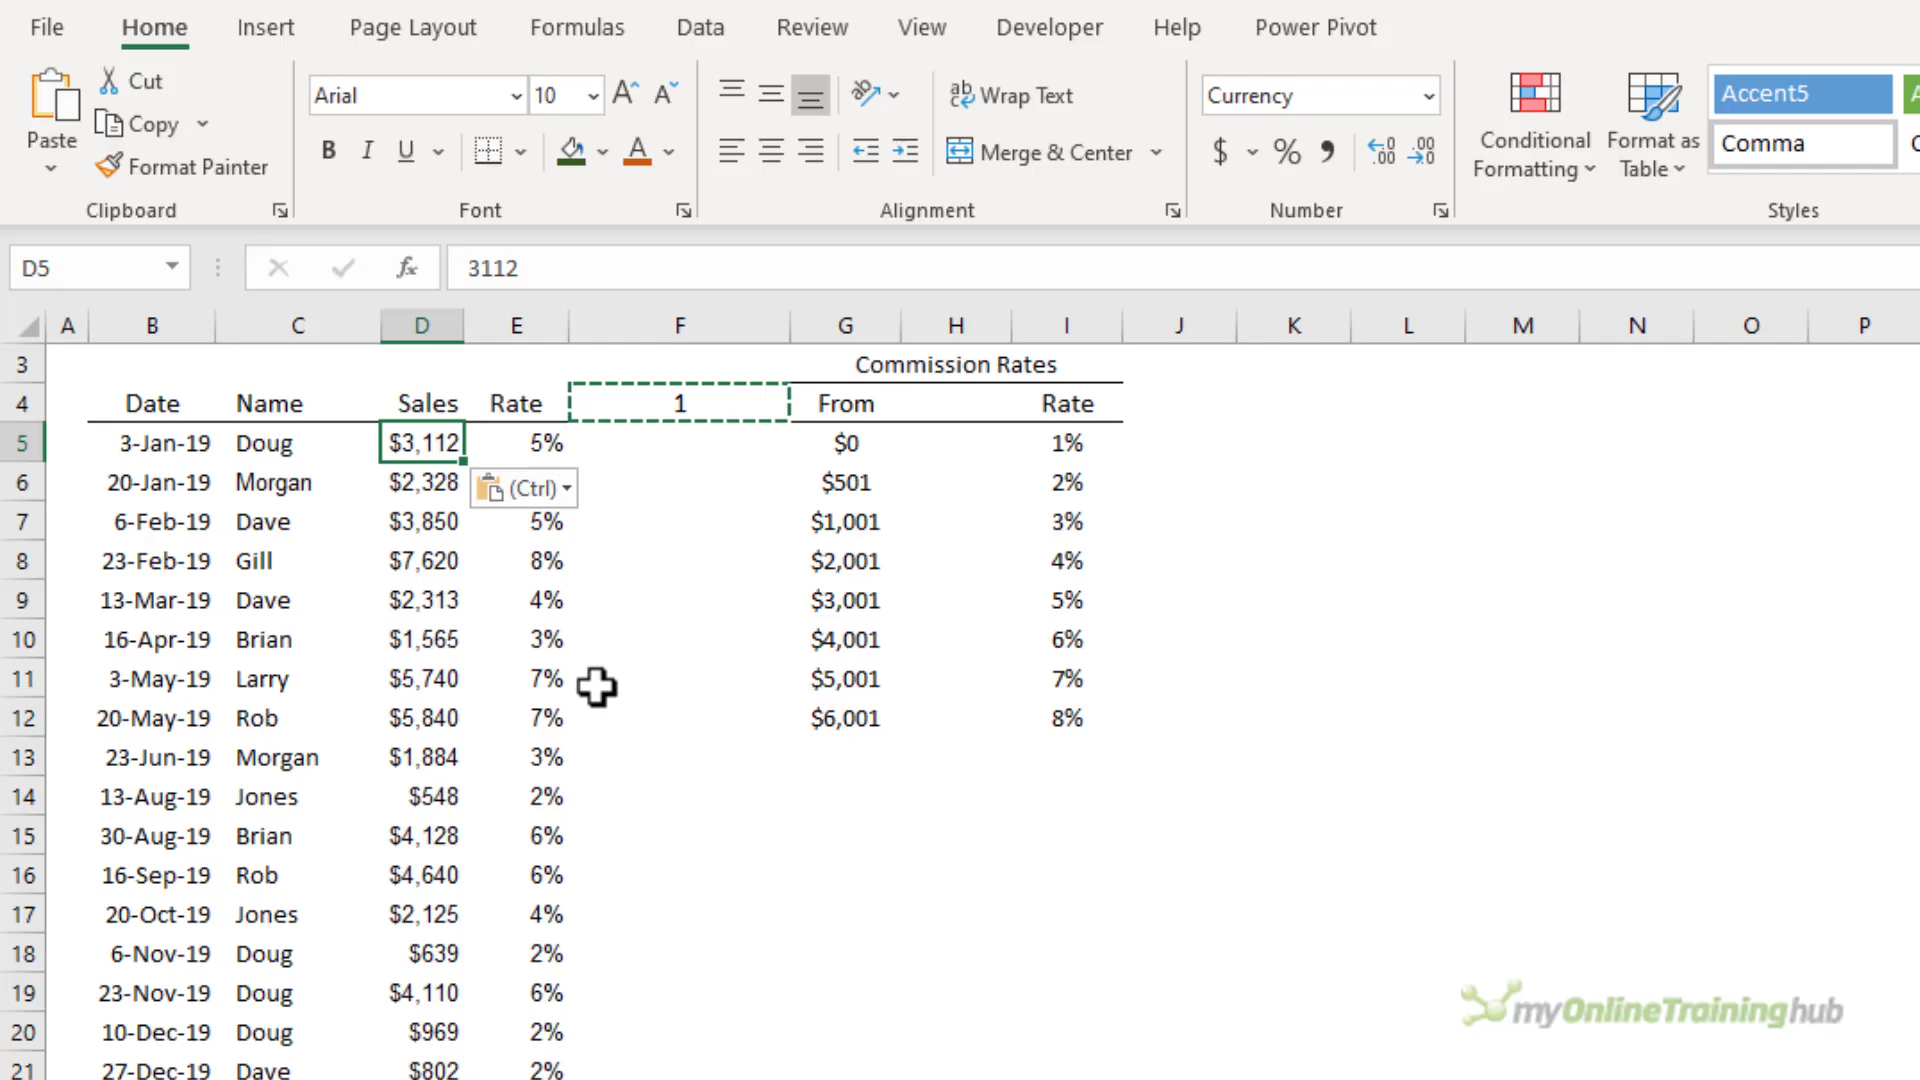 File Home Insert Page Layout Formulas Data Review View Developer Help Power Pivot
Paste
Cut
Copy
Format Painter
Clipboard
Arial 10
B I U
Font
ab Wrap Text
Merge & Center
Alignment
Currency
$ % ,
Number
Conditional Formatting
Format as Table
Accent5
Comma
Styles
D5 fx 3112
A B C D E F G H I J K L M N O P
3 Commission Rates
4 Date Name Sales Rate 1 From Rate
5 3-Jan-19 Doug $3,112 5% $0 1%
6 20-Jan-19 Morgan $2,328 (Ctrl) $501 2%
7 6-Feb-19 Dave $3,850 5% $1,001 3%
8 23-Feb-19 Gill $7,620 8% $2,001 4%
9 13-Mar-19 Dave $2,313 4% $3,001 5%
10 16-Apr-19 Brian $1,565 3% $4,001 6%
11 3-May-19 Larry $5,740 7% $5,001 7%
12 20-May-19 Rob $5,840 7% $6,001 8%
13 23-Jun-19 Morgan $1,884 3%
14 13-Aug-19 Jones $548 2%
15 30-Aug-19 Brian $4,128 6%
16 16-Sep-19 Rob $4,640 6%
17 20-Oct-19 Jones $2,125 4%
18 6-Nov-19 Doug $639 2%
19 23-Nov-19 Doug $4,110 6%
20 10-Dec-19 Doug $969 2%
21 27-Dec-19 Dave $802 2%
myOnlineTraininghub